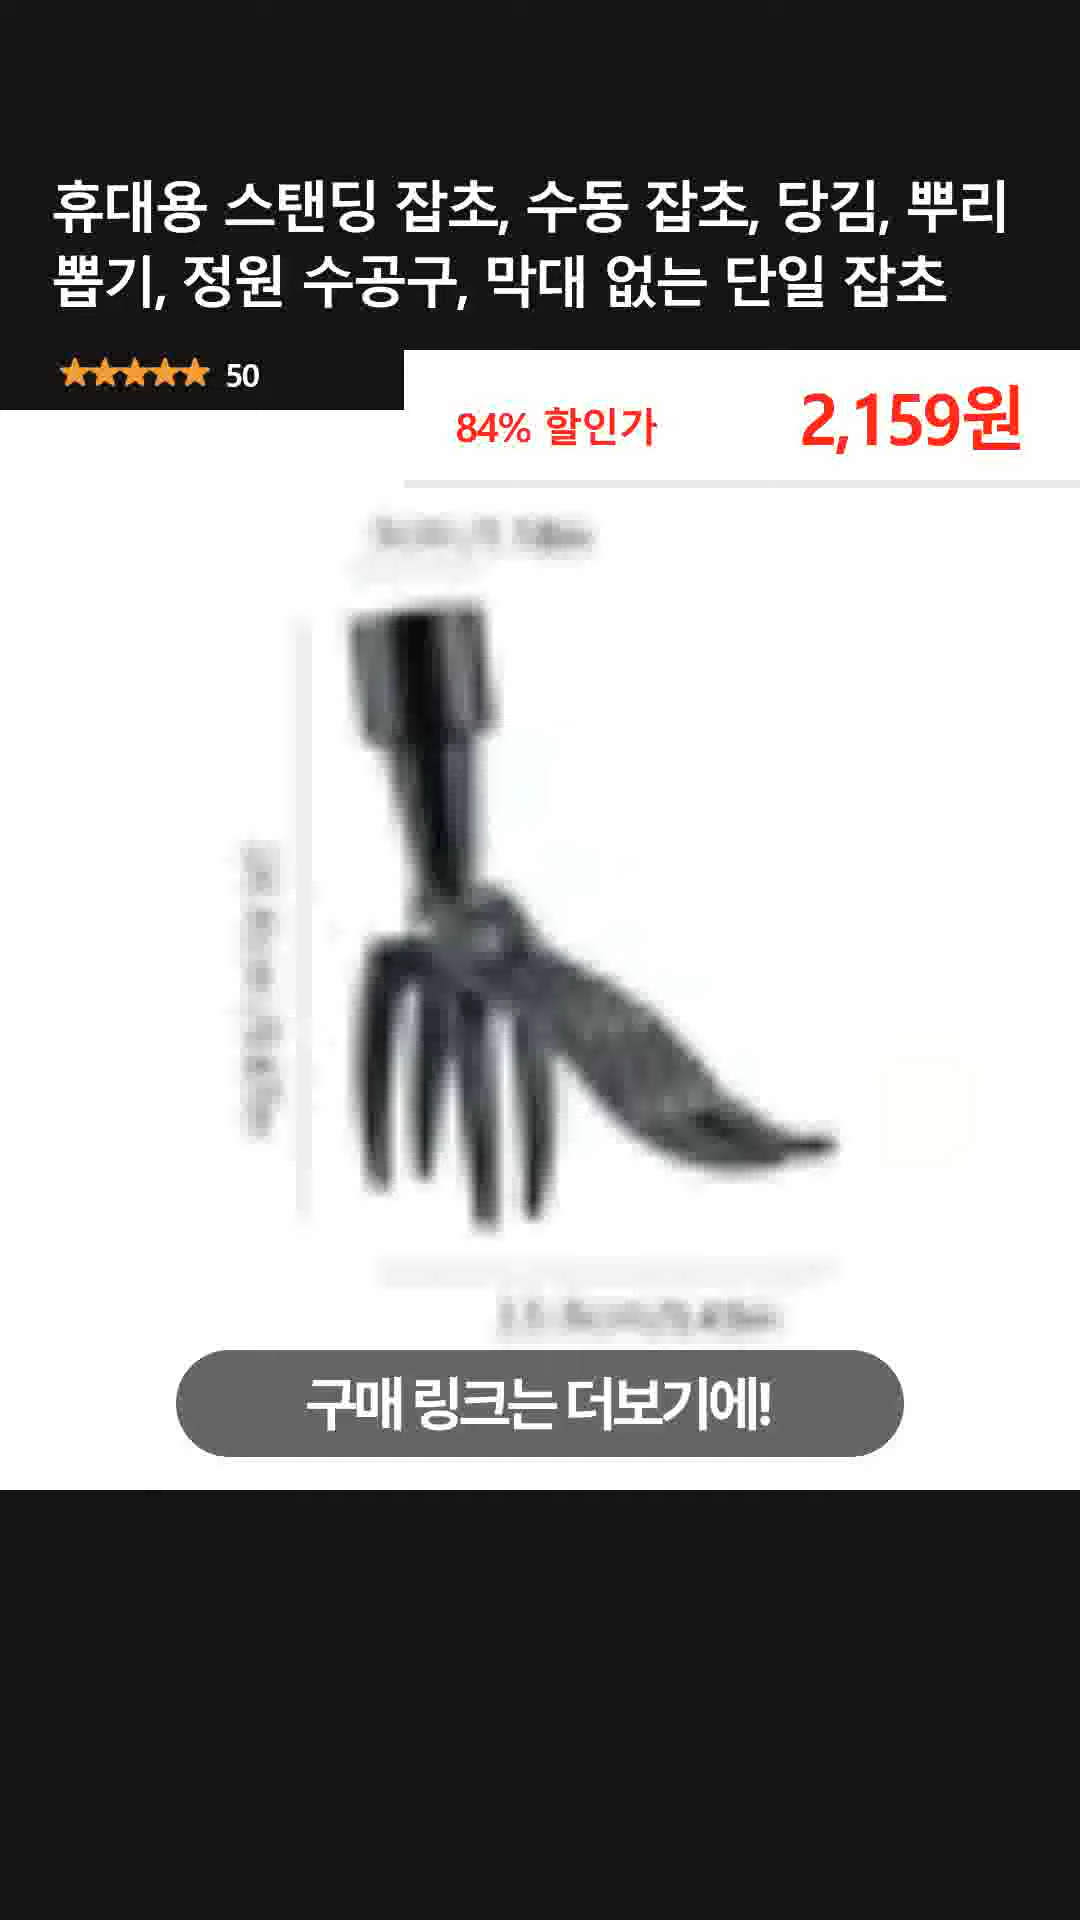 휴대용 스탠딩 잡초, 수동 잡초, 당김, 뿌리
뽑기, 정원 수공구, 막대 없는 단일 잡초
50
84% 할인가
2,159원
구매 링크는 더보기에!